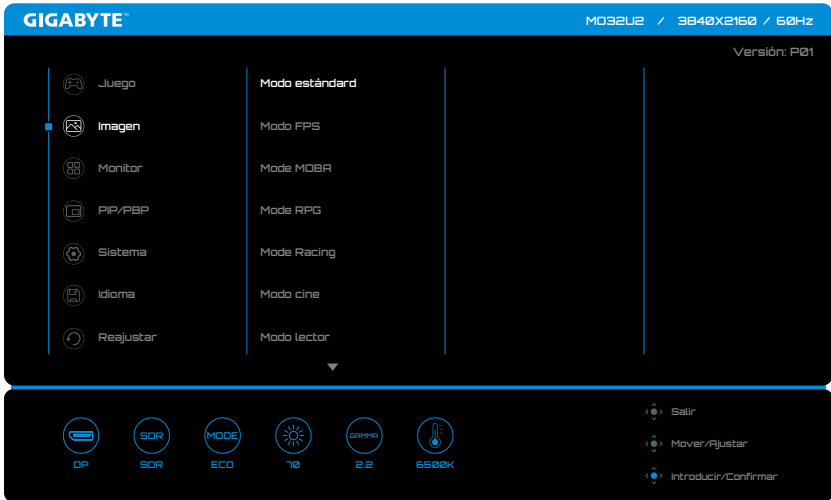 GIGABYTE™
MO32U2 / 3840X2160 / 60Hz
Versión: P01
Juego
Imagen
Monitor
PIP/PBP
Sistema
Idioma
Reajustar
Modo estándard
Modo FPS
Mode MOBA
Mode RPG
Mode Racing
Modo cine
Modo lector
SDR
MODE
GAMMA
DP
SDR
ECO
70
2.2
6500K
Salir
Mover/Ajustar
Introducir/Confirmar